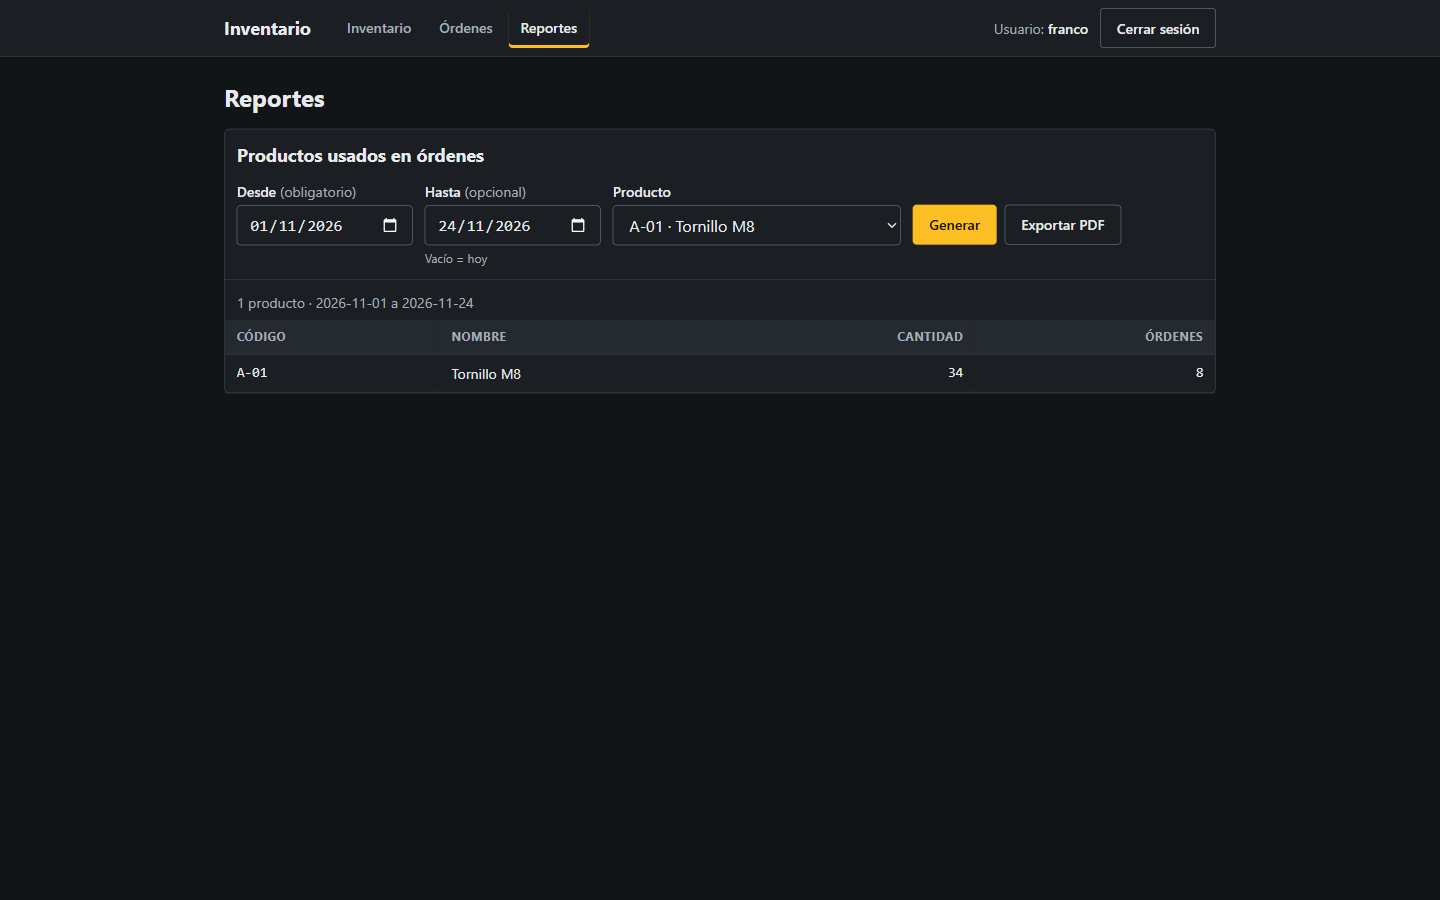 Inventario Inventario Órdenes Reportes Usuario: franco Cerrar sesión
Reportes
Productos usados en órdenes
Desde (obligatorio) Hasta (opcional) Producto
01/11/2026 24/11/2026 A-01 · Tornillo M8 Generar Exportar PDF
Vacío = hoy
1 producto · 2026-11-01 a 2026-11-24
CÓDIGO NOMBRE CANTIDAD ÓRDENES
A-01 Tornillo M8 34 8